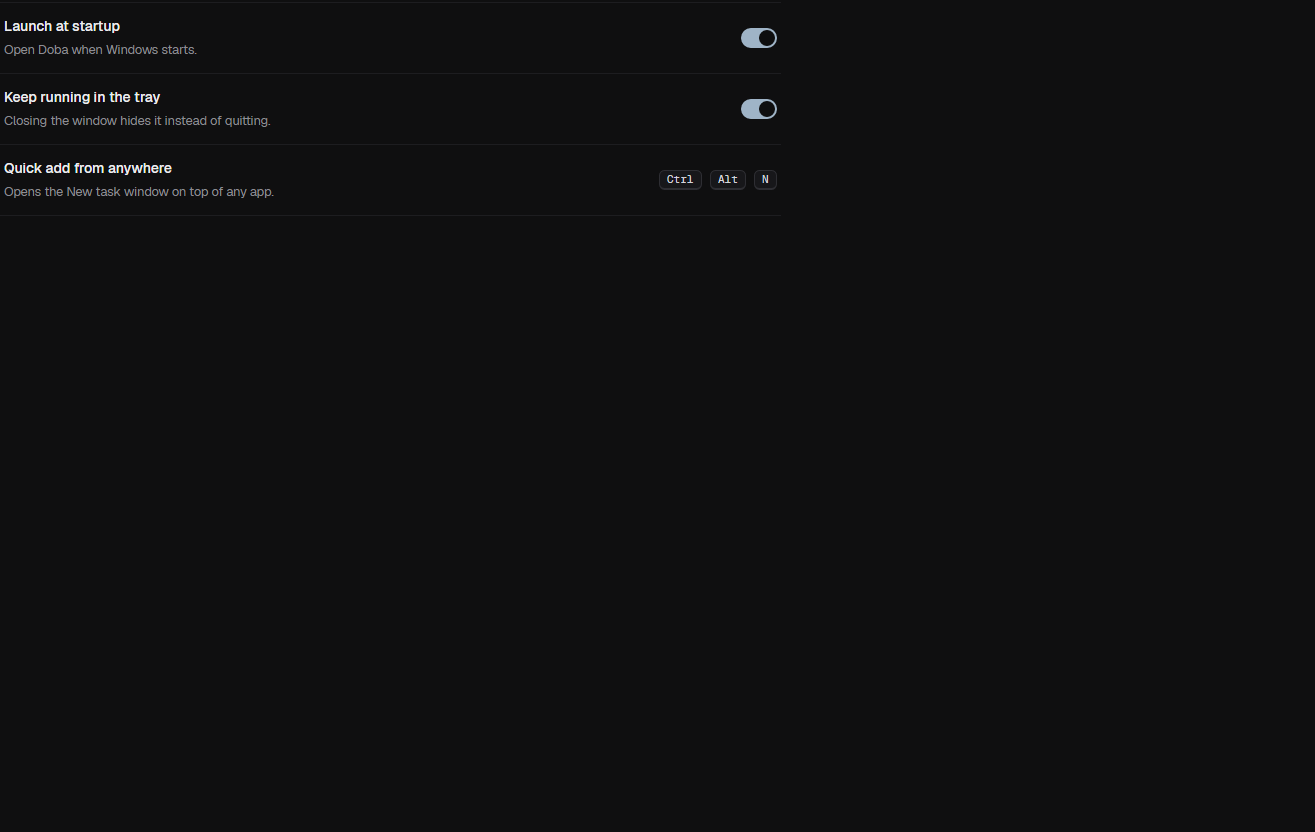 Launch at startup
Open Doba when Windows starts.
Keep running in the tray
Closing the window hides it instead of quitting.
Quick add from anywhere
Opens the New task window on top of any app.
Ctrl Alt N